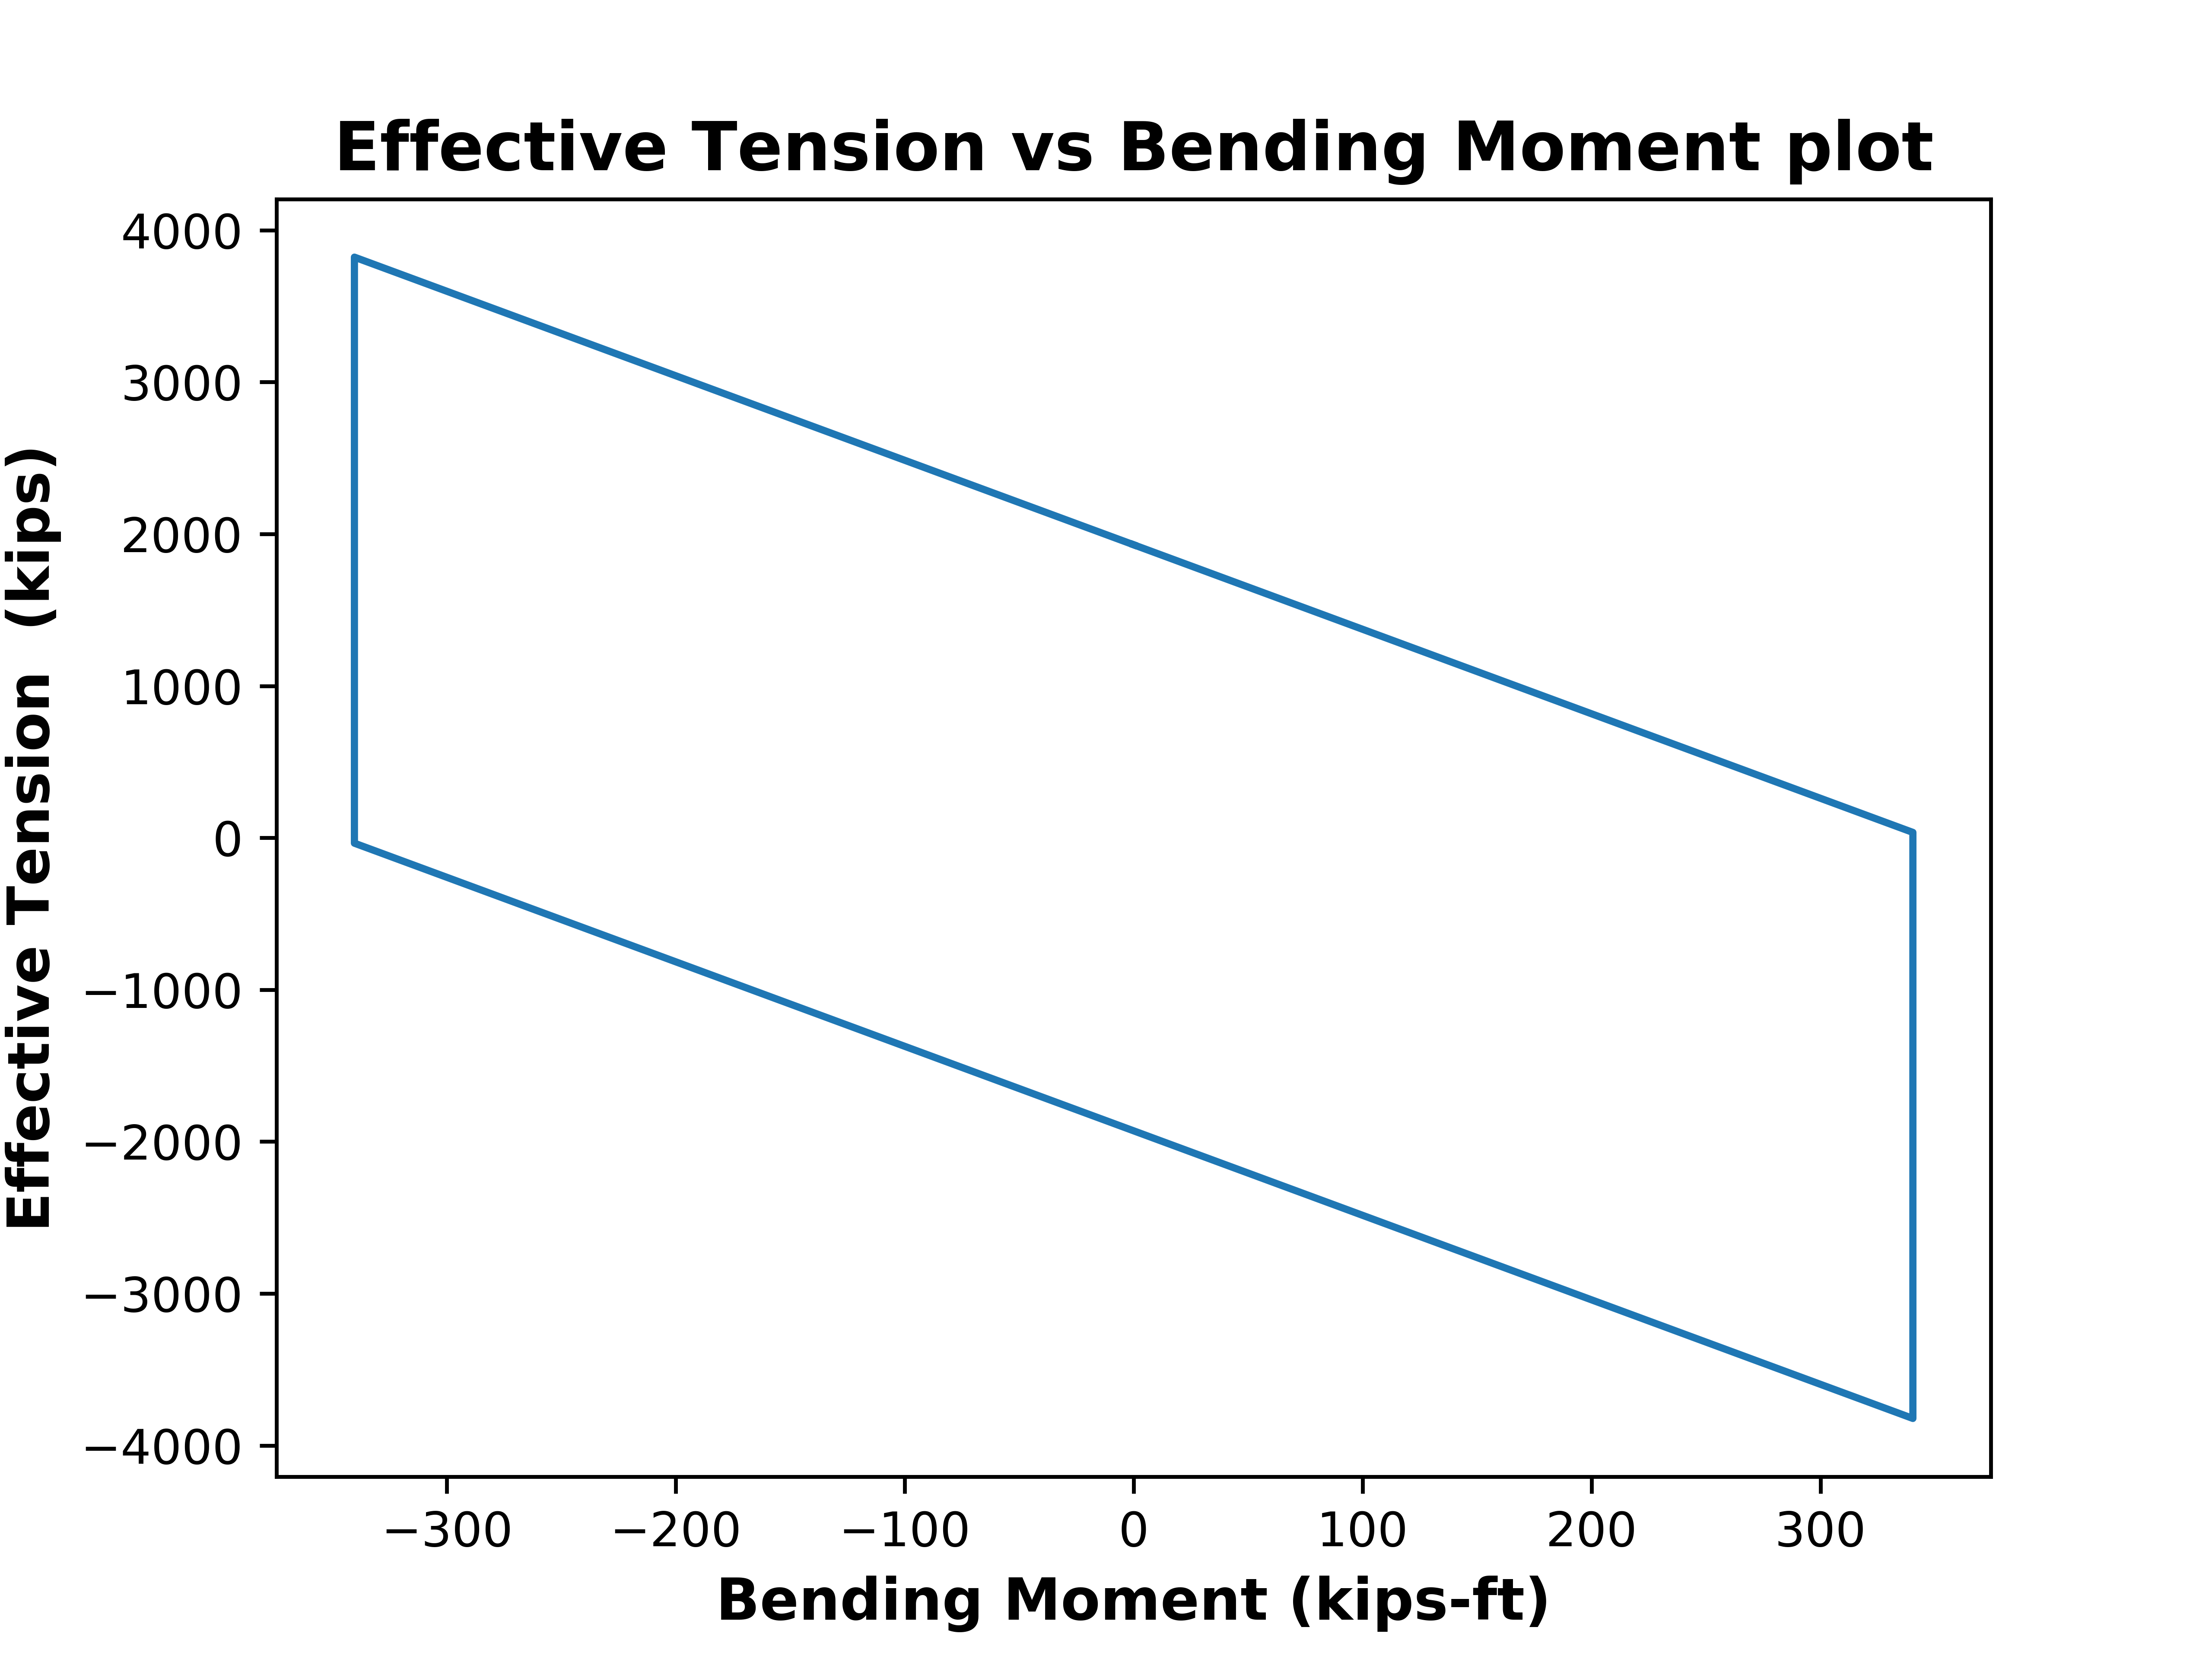 Effective Tension vs Bending Moment plot
4000
3000
2000
1000
0
−1000
−2000
−3000
−4000
Effective Tension  (kips)
−300 −200 −100 0 100 200 300
Bending Moment (kips-ft)